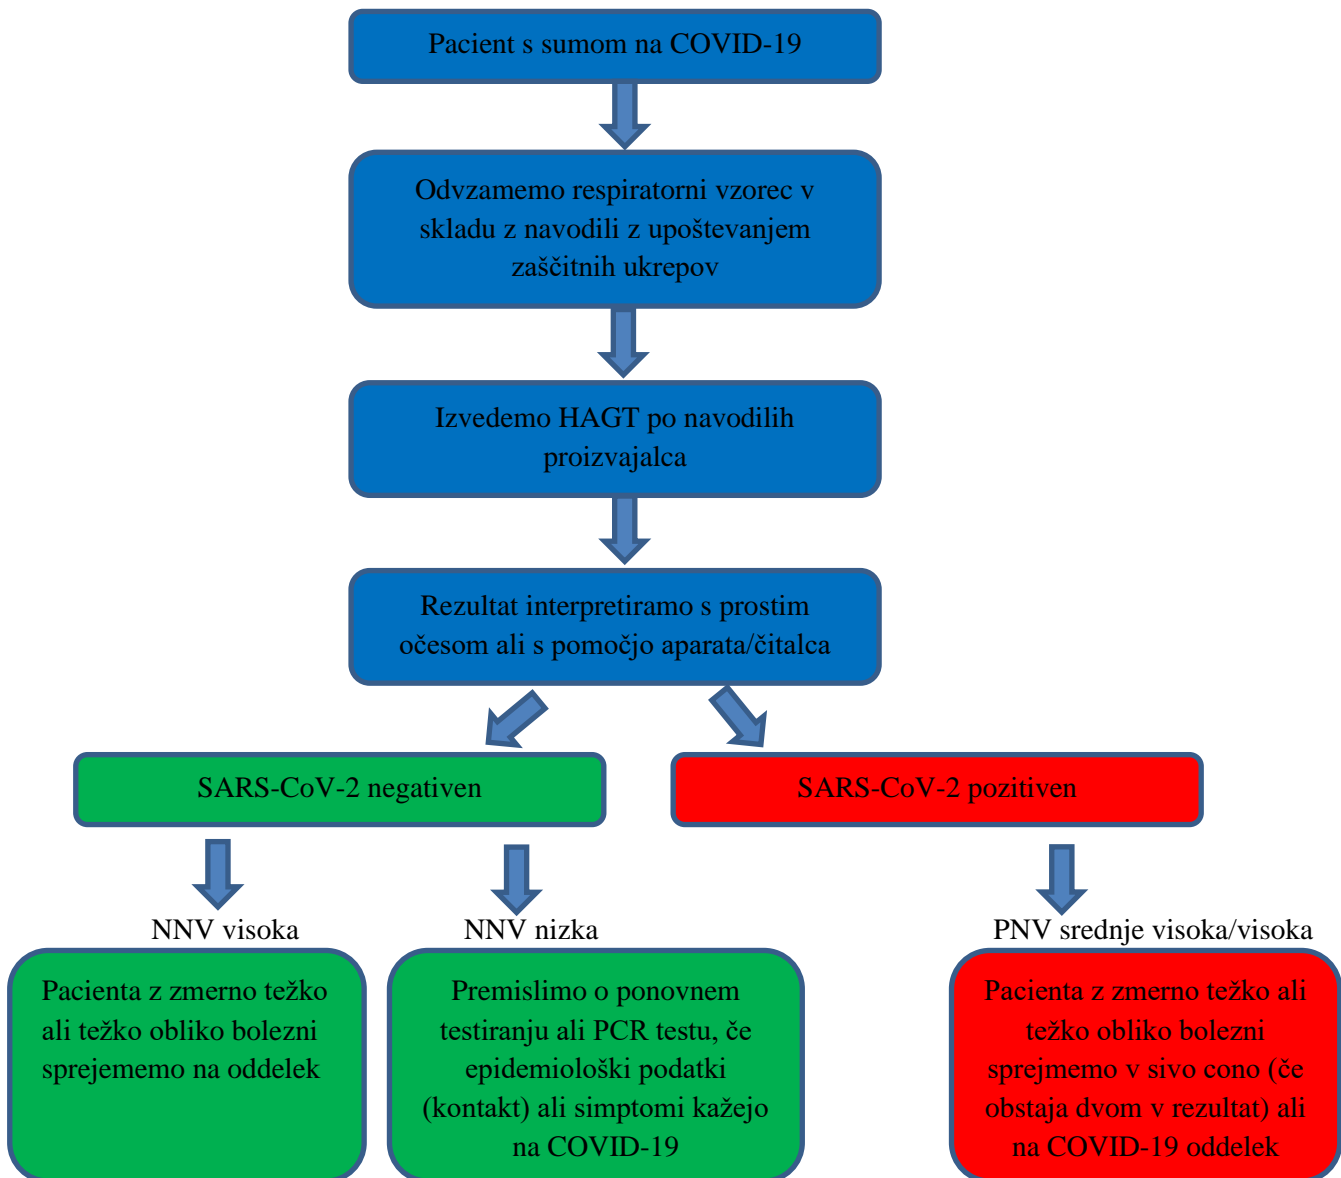 Pacient s sumom na COVID-19
Odvzamemo respiratorni vzorec v
skladu z navodili z upoštevanjem
zaščitnih ukrepov
Izvedemo HAGT po navodilih
proizvajalca
Rezultat interpretiramo s prostim
očesom ali s pomočjo aparata/čitalca
SARS-CoV-2 negativen
SARS-CoV-2 pozitiven
NNV visoka
NNV nizka
PNV srednje visoka/visoka
Pacienta z zmerno težko
ali težko obliko bolezni
sprejememo na oddelek
Premislimo o ponovnem
testiranju ali PCR testu, če
epidemiološki podatki
(kontakt) ali simptomi kažejo
na COVID-19
Pacienta z zmerno težko ali
težko obliko bolezni
sprejmemo v sivo cono (če
obstaja dvom v rezultat) ali
na COVID-19 oddelek